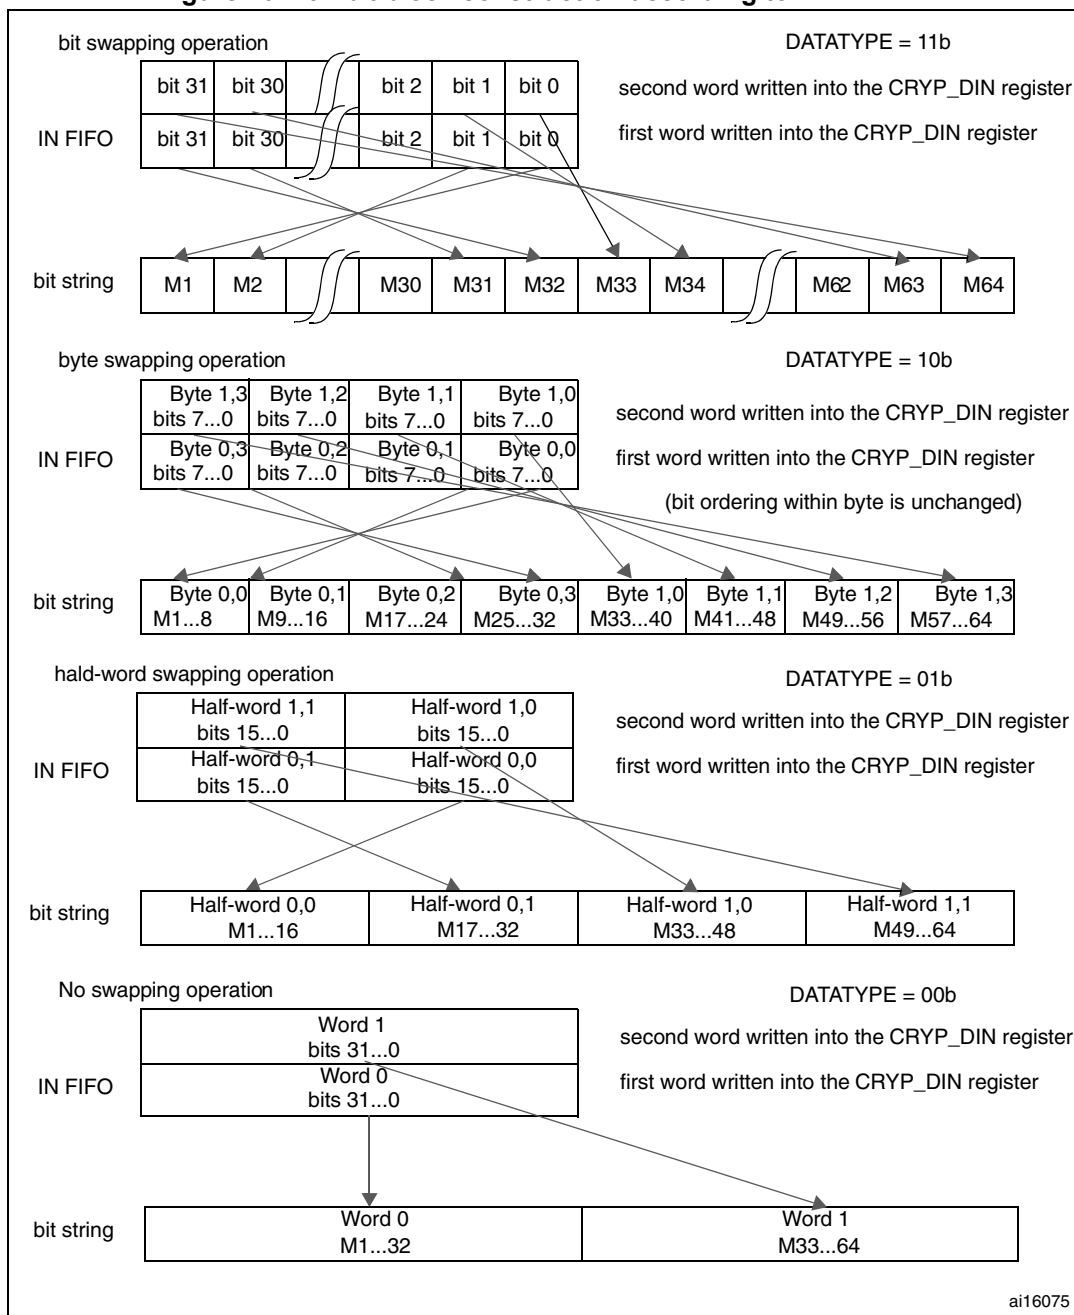 bit swapping operation DATATYPE = 11b
bit 31 bit 30 bit 2 bit 1 bit 0 second word written into the CRYP_DIN register
IN FIFO bit 31 bit 30 bit 2 bit 1 bit 0 first word written into the CRYP_DIN register
bit string M1 M2 M30 M31 M32 M33 M34 M62 M63 M64
byte swapping operation DATATYPE = 10b
Byte 1,3 Byte 1,2 Byte 1,1 Byte 1,0
bits 7...0 bits 7...0 bits 7...0 bits 7...0 second word written into the CRYP_DIN register
IN FIFO Byte 0,3 Byte 0,2 Byte 0,1 Byte 0,0 first word written into the CRYP_DIN register
bits 7...0 bits 7...0 bits 7...0 bits 7...0
(bit ordering within byte is unchanged)
bit string Byte 0,0 Byte 0,1 Byte 0,2 Byte 0,3 Byte 1,0 Byte 1,1 Byte 1,2 Byte 1,3
M1...8 M9...16 M17...24 M25...32 M33...40 M41...48 M49...56 M57...64
hald-word swapping operation DATATYPE = 01b
Half-word 1,1 Half-word 1,0 second word written into the CRYP_DIN register
bits 15...0 bits 15...0
IN FIFO Half-word 0,1 Half-word 0,0 first word written into the CRYP_DIN register
bits 15...0 bits 15...0
bit string Half-word 0,0 Half-word 0,1 Half-word 1,0 Half-word 1,1
M1...16 M17...32 M33...48 M49...64
No swapping operation DATATYPE = 00b
Word 1 second word written into the CRYP_DIN register
bits 31...0
IN FIFO Word 0 first word written into the CRYP_DIN register
bits 31...0
bit string Word 0 Word 1
M1...32 M33...64
ai16075